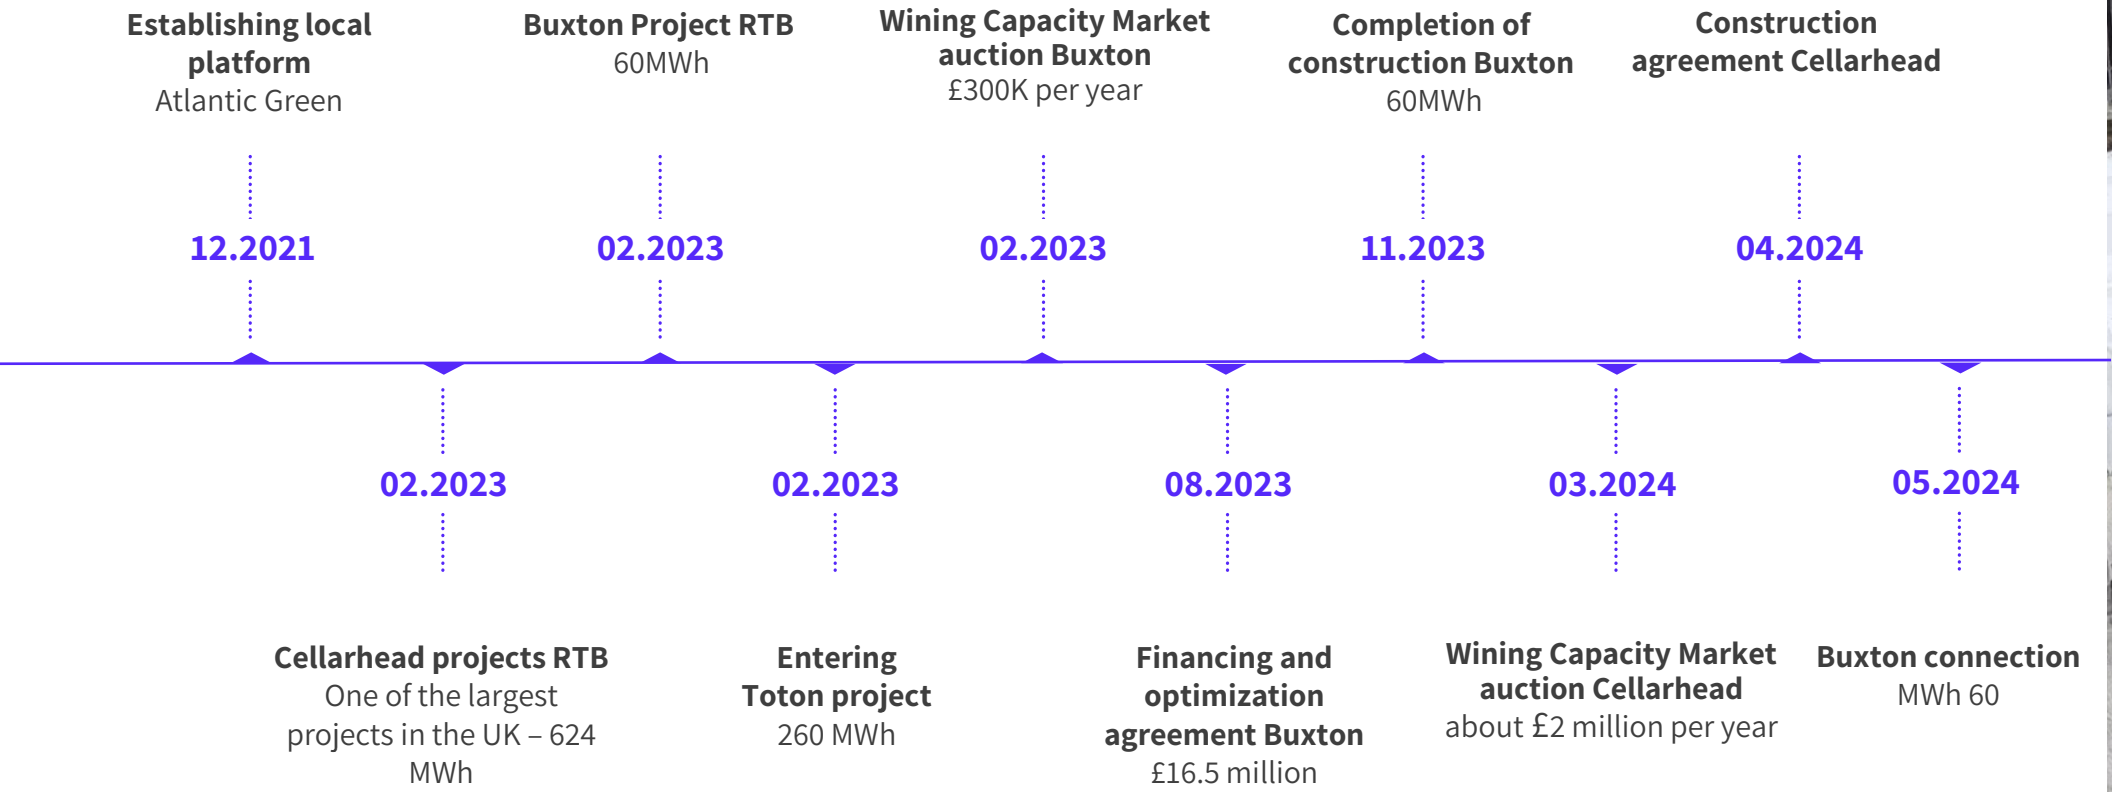 Establishing local
platform
Atlantic Green
12.2021
Cellarhead projects RTB
One of the largest
projects in the UK – 624
MWh
02.2023
Buxton Project RTB
60MWh
02.2023
Entering
Toton project
260 MWh
02.2023
Wining Capacity Market
auction Buxton
£300K per year
02.2023
Financing and
optimization
agreement Buxton
£16.5 million
08.2023
Completion of
construction Buxton
60MWh
11.2023
Wining Capacity Market
auction Cellarhead
about £2 million per year
03.2024
Construction
agreement Cellarhead
04.2024
Buxton connection
MWh 60
05.2024